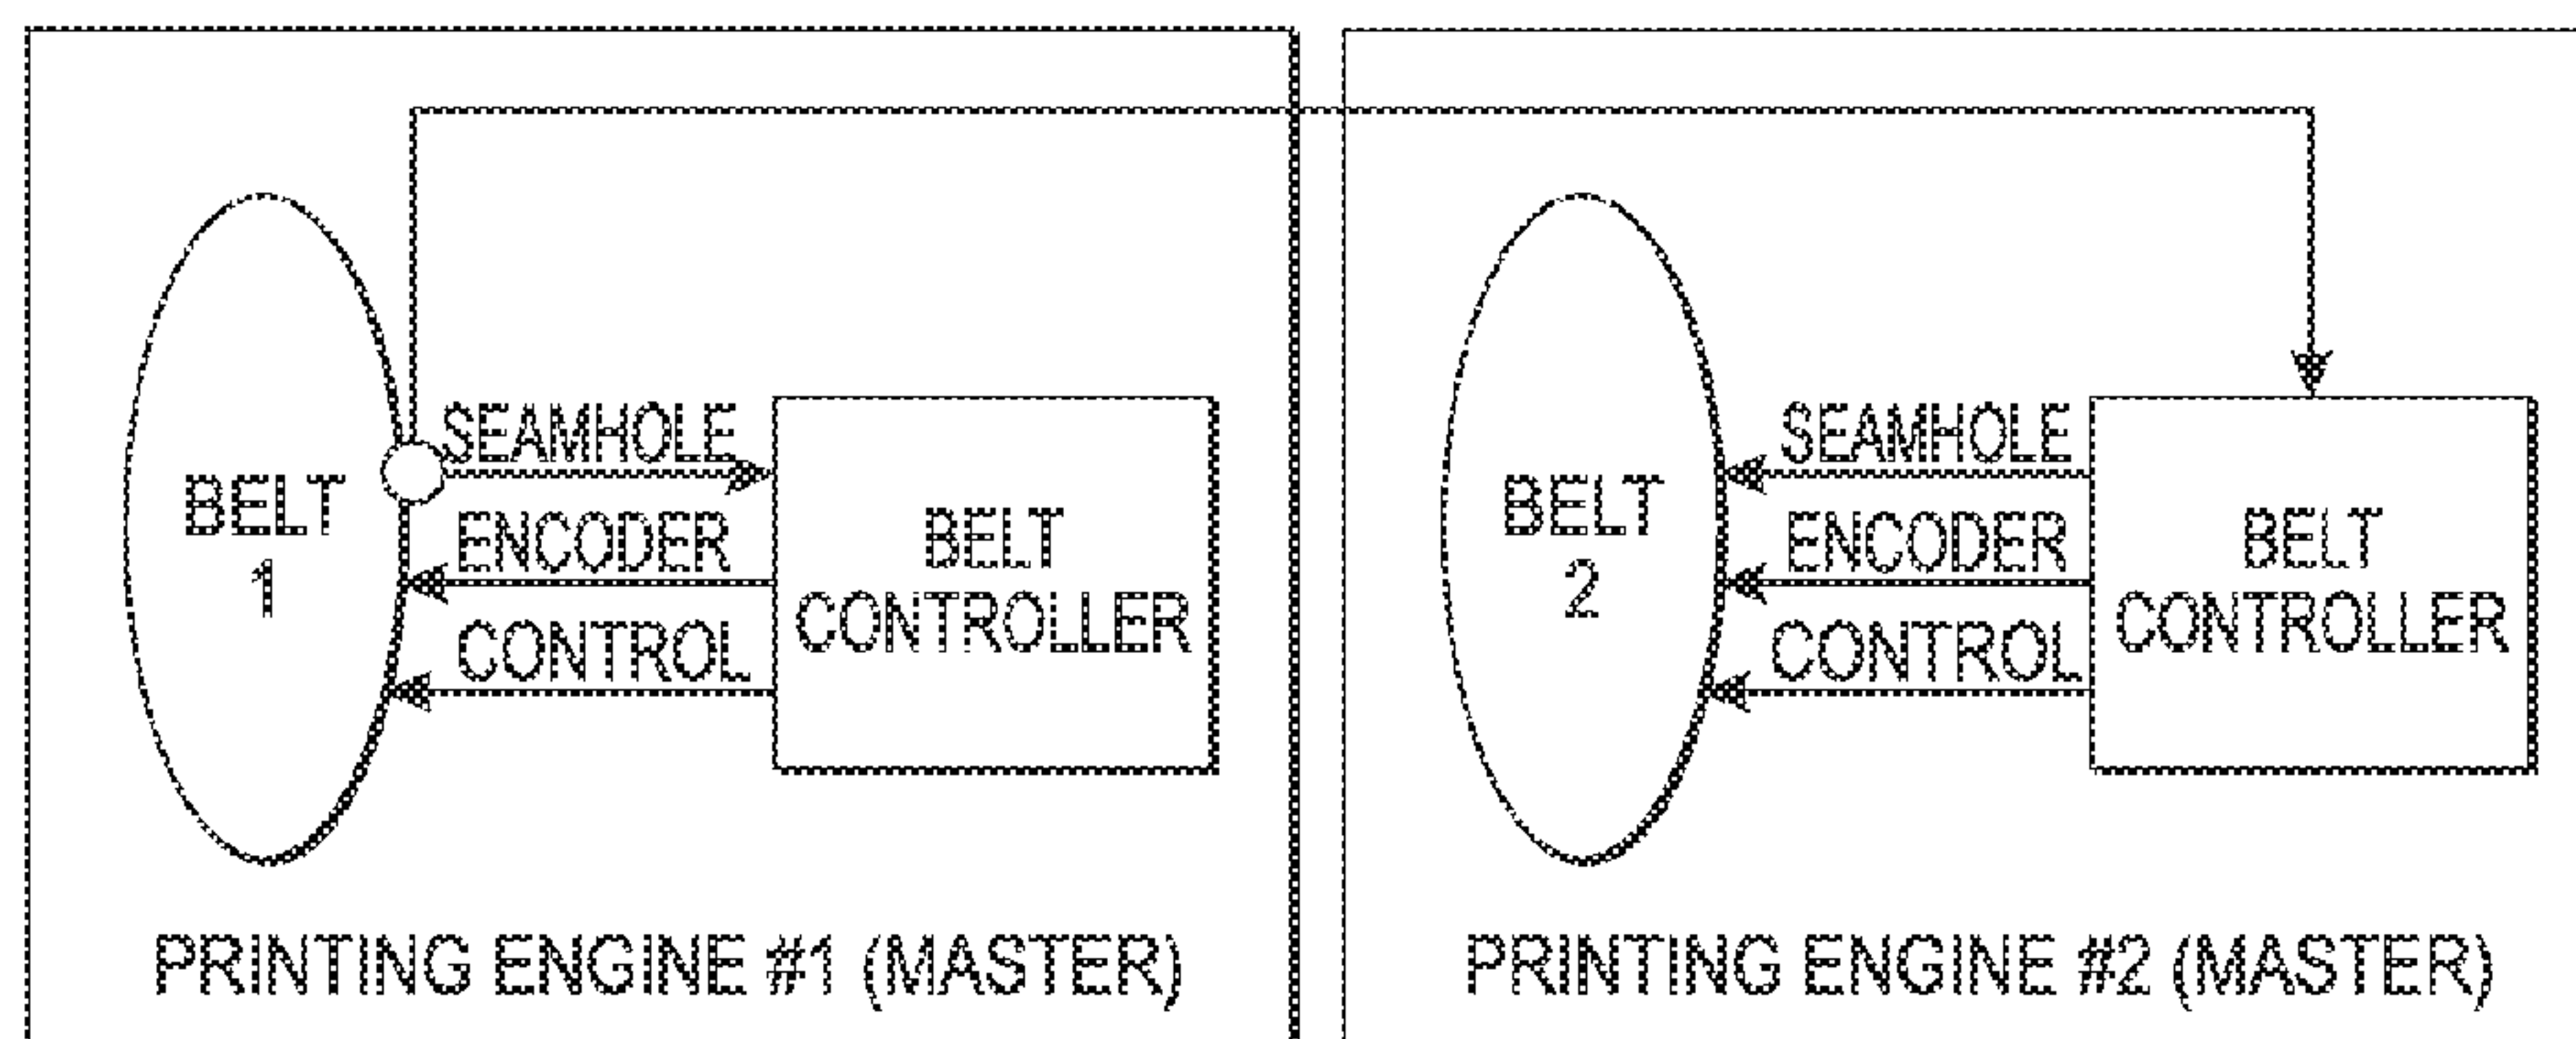 SEAMHOLE
BELT
1
ENCODER
CONTROL
BELT
CONTROLLER
PRINTING ENGINE #1 (MASTER)
SEAMHOLE
BELT
2
ENCODER
CONTROL
BELT
CONTROLLER
PRINTING ENGINE #2 (MASTER)